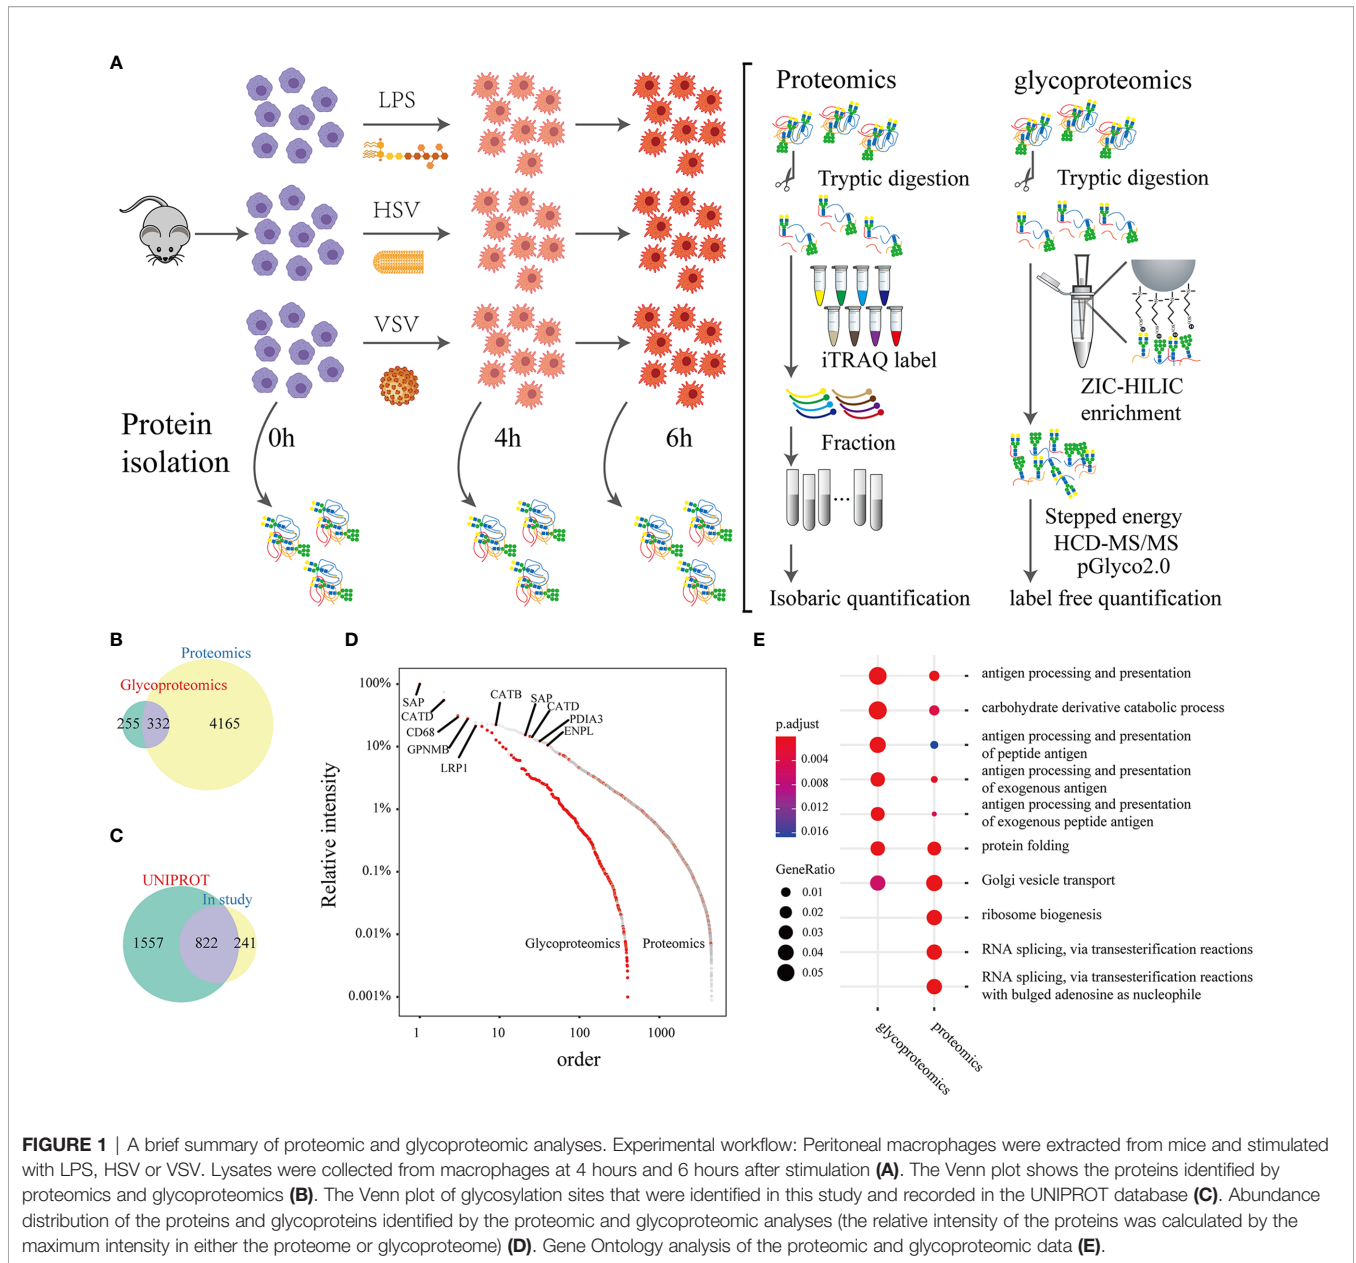 A
LPS
HSV
VSV
Protein
isolation
0h
4h
6h
Proteomics
Tryptic digestion
iTRAQ label
Fraction
...
Isobaric quantification
glycoproteomics
Tryptic digestion
ZIC-HILIC
enrichment
Stepped energy
HCD-MS/MS
pGlyco2.0
label free quantification
B
Proteomics
Glycoproteomics
255 332 4165
C
UNIPROT
In study
1557 822 241
D
Relative intensity
100%
10%
1%
0.1%
0.01%
0.001%
SAP
CATD
CD68
GPNMB
LRP1
CATB
SAP
CATD
PDIA3
ENPL
Glycoproteomics
Proteomics
1 10 100 1000
order
E
p.adjust
0.004
0.008
0.012
0.016
GeneRatio
0.01
0.02
0.03
0.04
0.05
antigen processing and presentation
carbohydrate derivative catabolic process
antigen processing and presentation
of peptide antigen
antigen processing and presentation
of exogenous antigen
antigen processing and presentation
of exogenous peptide antigen
protein folding
Golgi vesicle transport
ribosome biogenesis
RNA splicing, via transesterification reactions
RNA splicing, via transesterification reactions
with bulged adenosine as nucleophile
glycoproteomics
proteomics
FIGURE 1 | A brief summary of proteomic and glycoproteomic analyses. Experimental workflow: Peritoneal macrophages were extracted from mice and stimulated
with LPS, HSV or VSV. Lysates were collected from macrophages at 4 hours and 6 hours after stimulation (A). The Venn plot shows the proteins identified by
proteomics and glycoproteomics (B). The Venn plot of glycosylation sites that were identified in this study and recorded in the UNIPROT database (C). Abundance
distribution of the proteins and glycoproteins identified by the proteomic and glycoproteomic analyses (the relative intensity of the proteins was calculated by the
maximum intensity in either the proteome or glycoproteome) (D). Gene Ontology analysis of the proteomic and glycoproteomic data (E).